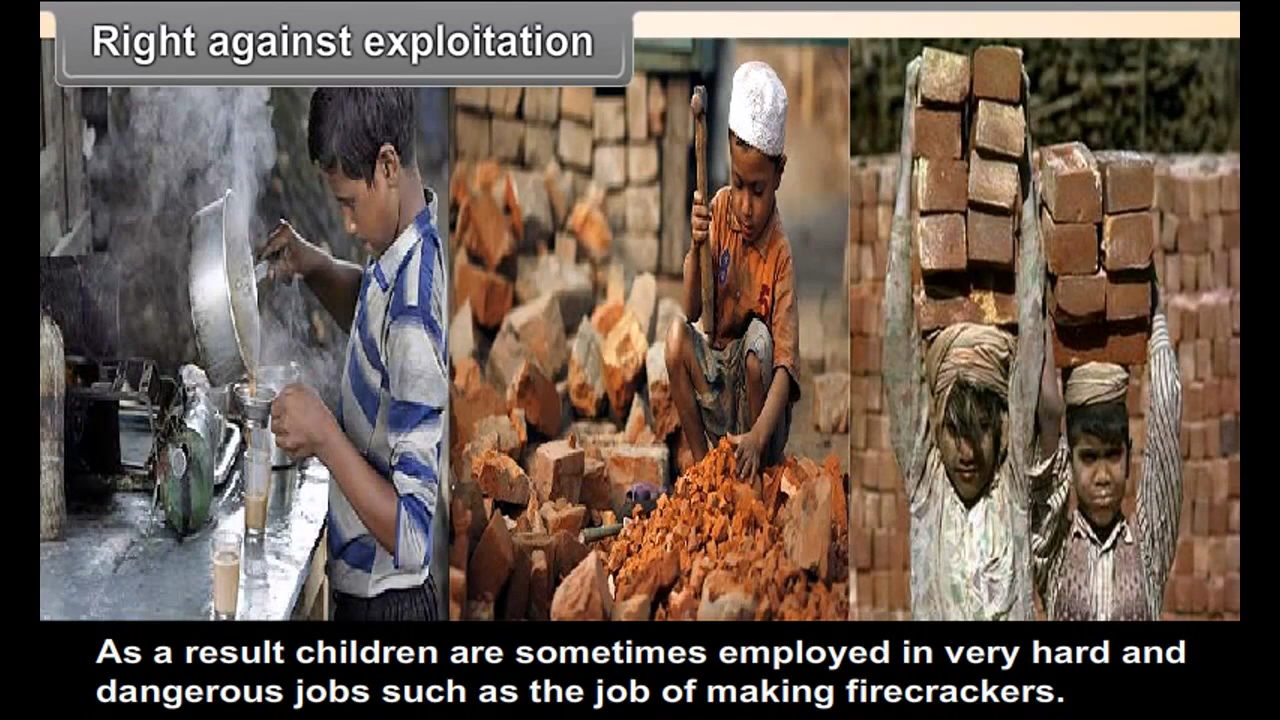 Right against exploitation
As a result children are sometimes employed in very hard and
dangerous jobs such as the job of making firecrackers.